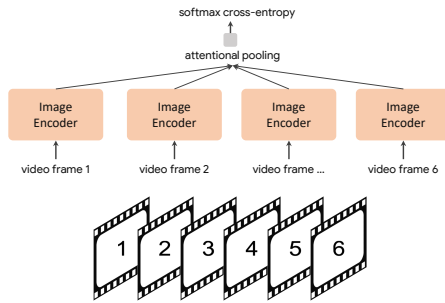 softmax cross-entropy
attentional pooling
Image Encoder
Image Encoder
Image Encoder
Image Encoder
video frame 1
video frame 2
video frame ...
video frame 6
1
2
3
4
5
6